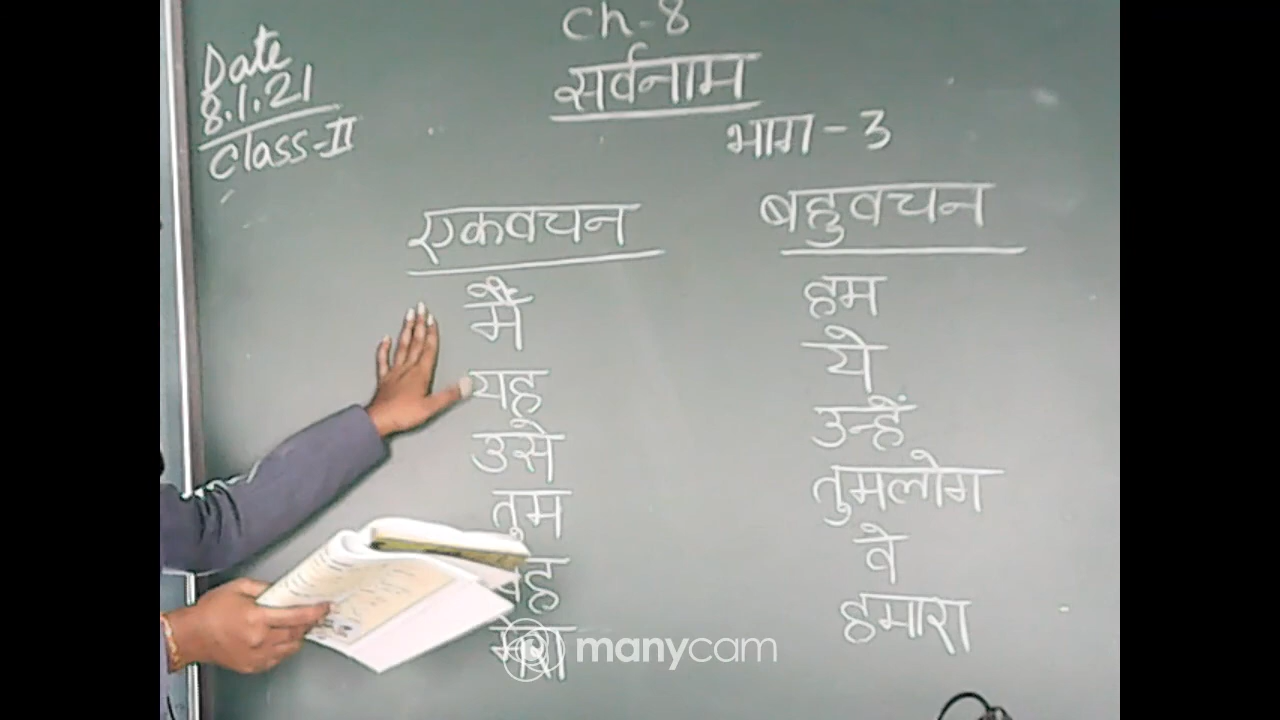 Date
8.1.21
Class-II
Ch-8
सर्वनाम
भाग-3
एकवचन बहुवचन
मैं हम
यह ये
उसे उन्हें
तुम तुमलोग
वह वे
मेरा हमारा
manycam